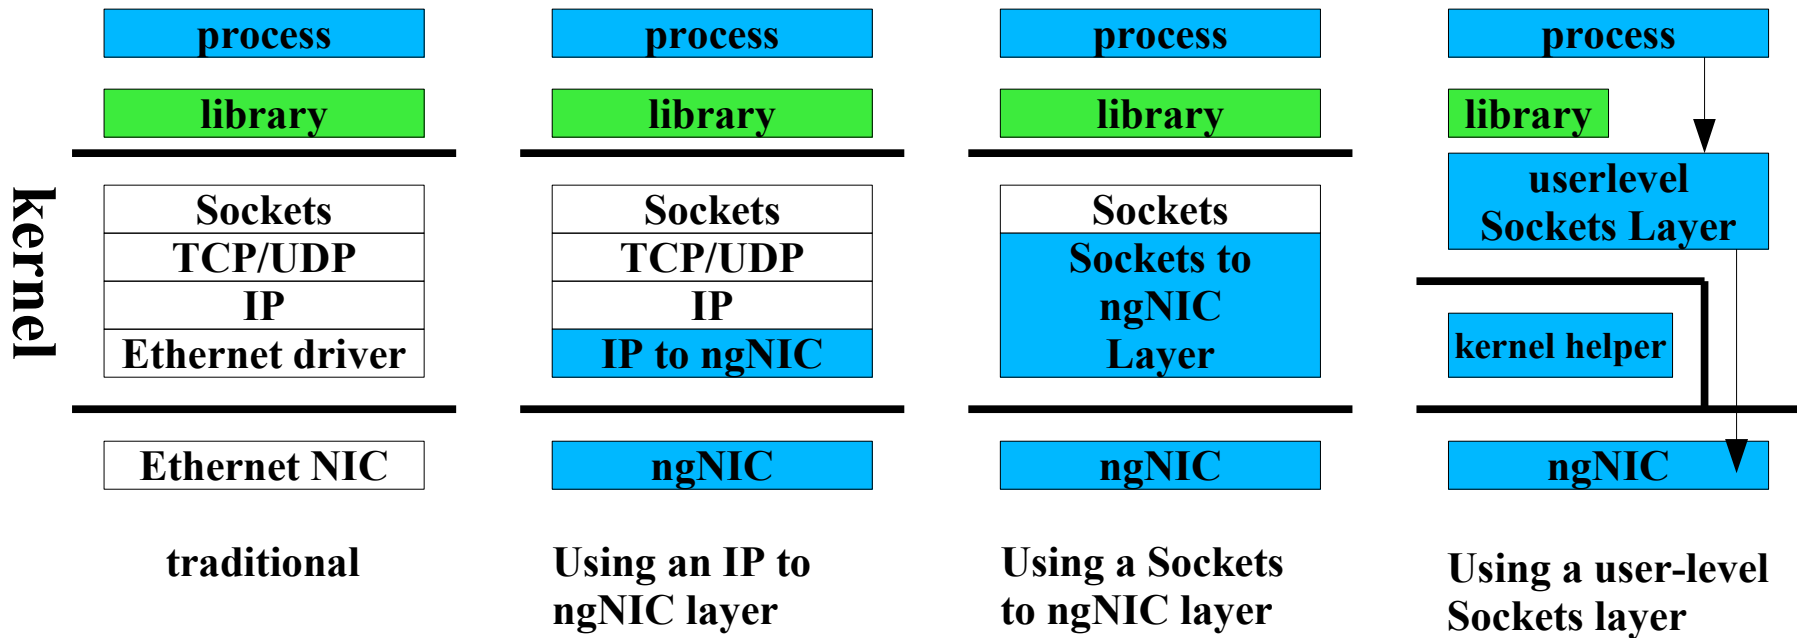 kernel
process
library
Sockets
TCP/UDP
IP
Ethernet driver
Ethernet NIC
traditional
process
library
Sockets
TCP/UDP
IP
IP to ngNIC
ngNIC
Using an IP to
ngNIC layer
process
library
Sockets
Sockets to
ngNIC
Layer
ngNIC
Using a Sockets
to ngNIC layer
process
library
userlevel
Sockets Layer
kernel helper
ngNIC
Using a user-level
Sockets layer